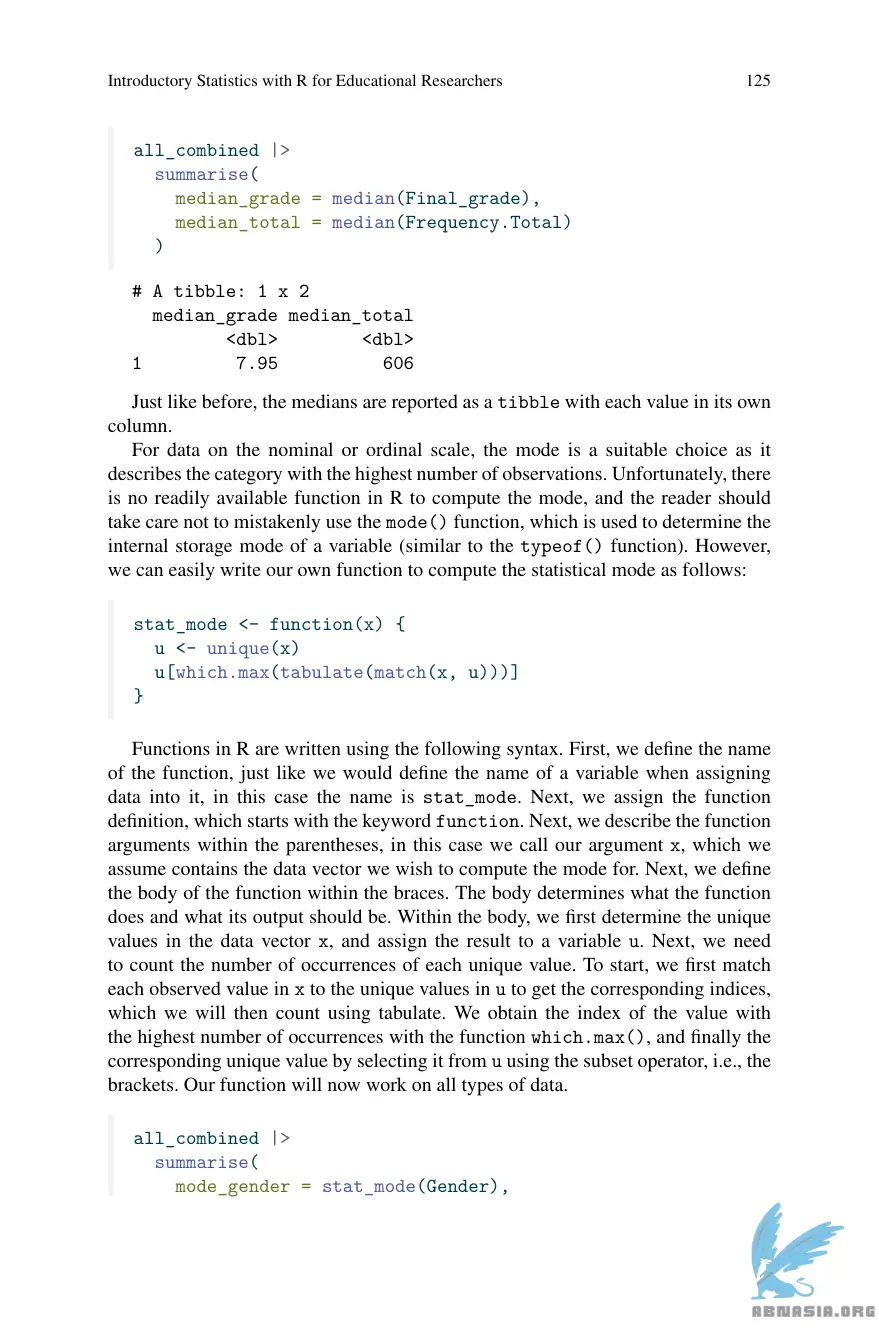 Introductory Statistics with R for Educational Researchers 125
all_combined |>
  summarise(
    median_grade = median(Final_grade),
    median_total = median(Frequency.Total)
  )
# A tibble: 1 x 2
  median_grade median_total
         <dbl>        <dbl>
1         7.95          606
Just like before, the medians are reported as a tibble with each value in its own
column.
For data on the nominal or ordinal scale, the mode is a suitable choice as it
describes the category with the highest number of observations. Unfortunately, there
is no readily available function in R to compute the mode, and the reader should
take care not to mistakenly use the mode() function, which is used to determine the
internal storage mode of a variable (similar to the typeof() function). However,
we can easily write our own function to compute the statistical mode as follows:
stat_mode <- function(x) {
  u <- unique(x)
  u[which.max(tabulate(match(x, u)))]
}
Functions in R are written using the following syntax. First, we define the name
of the function, just like we would define the name of a variable when assigning
data into it, in this case the name is stat_mode. Next, we assign the function
definition, which starts with the keyword function. Next, we describe the function
arguments within the parentheses, in this case we call our argument x, which we
assume contains the data vector we wish to compute the mode for. Next, we define
the body of the function within the braces. The body determines what the function
does and what its output should be. Within the body, we first determine the unique
values in the data vector x, and assign the result to a variable u. Next, we need
to count the number of occurrences of each unique value. To start, we first match
each observed value in x to the unique values in u to get the corresponding indices,
which we will then count using tabulate. We obtain the index of the value with
the highest number of occurrences with the function which.max(), and finally the
corresponding unique value by selecting it from u using the subset operator, i.e., the
brackets. Our function will now work on all types of data.
all_combined |>
  summarise(
    mode_gender = stat_mode(Gender),
ABNASIA.ORG